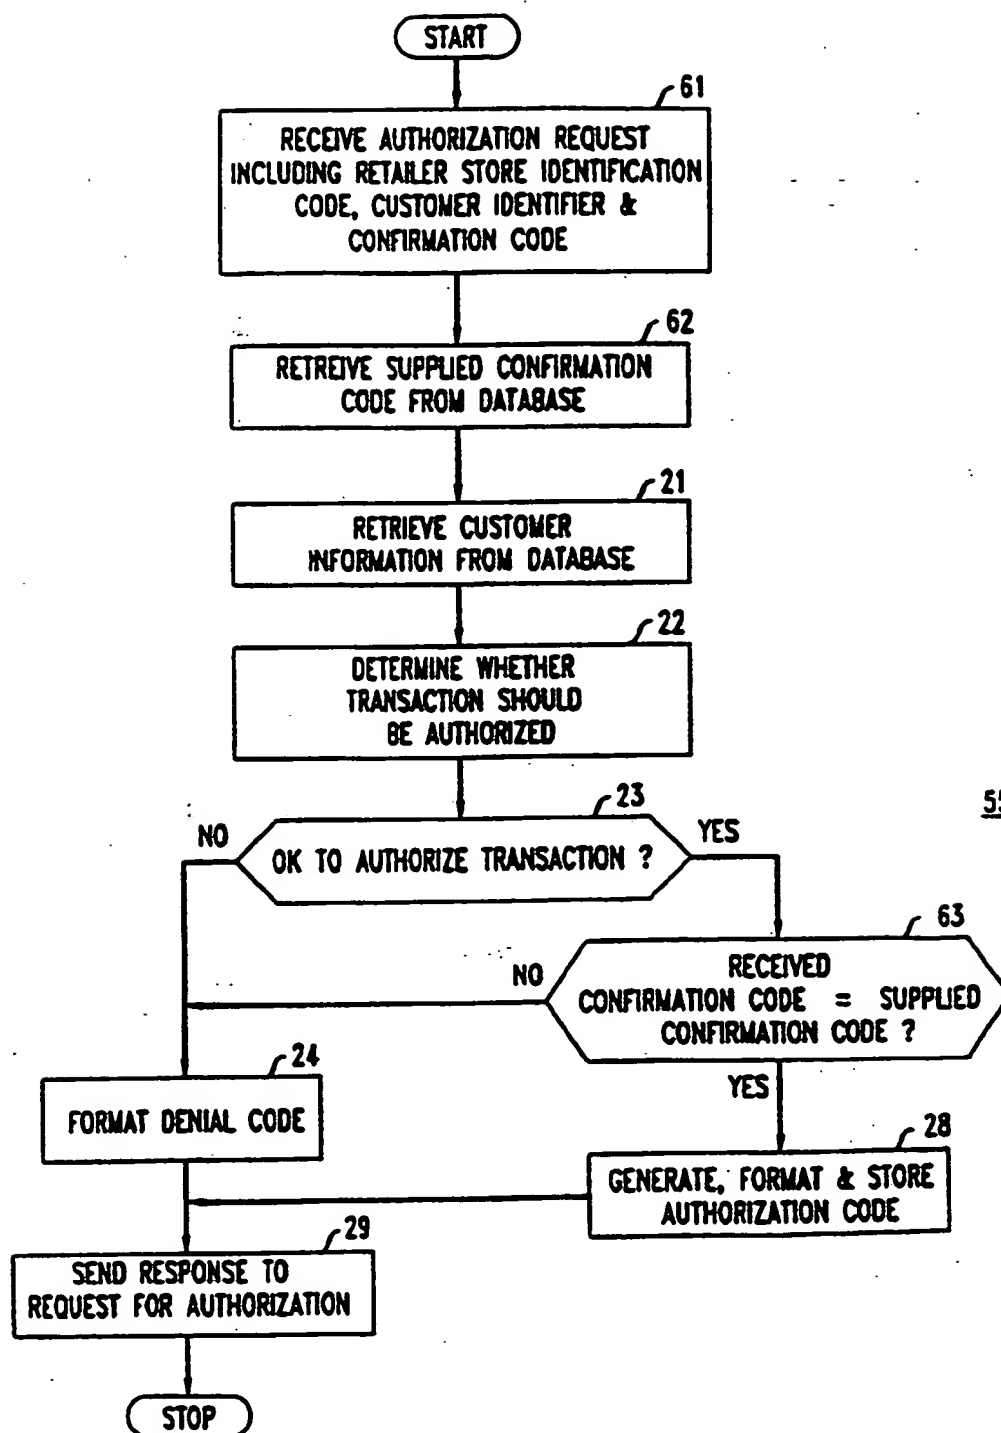 START
61
RECEIVE AUTHORIZATION REQUEST
INCLUDING RETAILER STORE IDENTIFICATION
CODE, CUSTOMER IDENTIFIER &
CONFIRMATION CODE
62
RETREIVE SUPPLIED CONFIRMATION
CODE FROM DATABASE
21
RETRIEVE CUSTOMER
INFORMATION FROM DATABASE
22
DETERMINE WHETHER
TRANSACTION SHOULD
BE AUTHORIZED
23
NO
YES
OK TO AUTHORIZE TRANSACTION ?
63
NO
RECEIVED
CONFIRMATION CODE = SUPPLIED
CONFIRMATION CODE ?
YES
24
FORMAT DENIAL CODE
28
GENERATE, FORMAT & STORE
AUTHORIZATION CODE
29
SEND RESPONSE TO
REQUEST FOR AUTHORIZATION
STOP